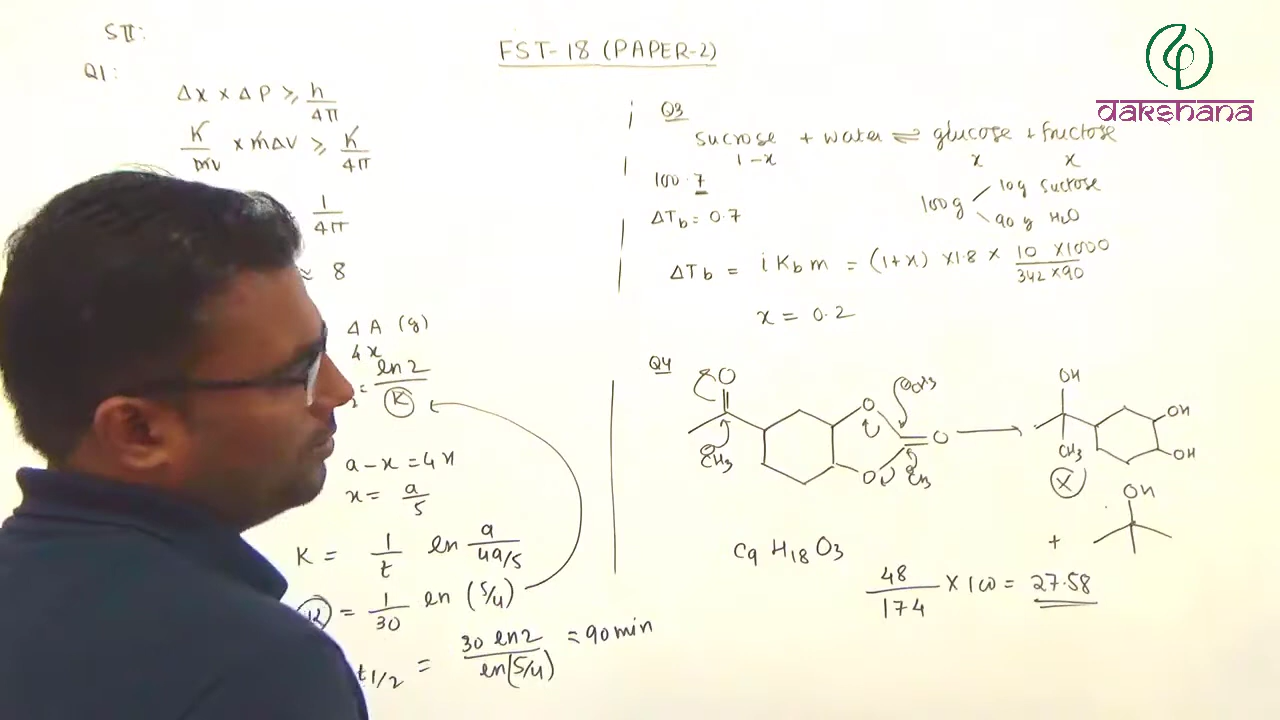 SII:
FST-18 (PAPER-2)
dakshana
Q1:
Δx × ΔP ≥ h/4π
h/mv × mΔv ≥ h/4π
1/4π
≈ 8
Δ A (g)
4x
= ln2/K
a-x = 4x
x = a/5
K = 1/t ln a/(4a/5)
K = 1/30 ln (5/4)
t1/2 = 30 ln2/ln(5/4) = 90 min
Q3
sucrose + water ⇌ glucose + fructose
1-x x x
100.7
100g 10g sucrose
90 g H2O
ΔTb = 0.7
ΔTb = i Kb m = (1+x) ×1.8 × 10 ×1000/342×90
x = 0.2
Q4
O
CH3
O
O
O
CH3
OH
CH3
OH
OH
X
+
OH
C9 H18 O3
48/174 × 100 = 27.58